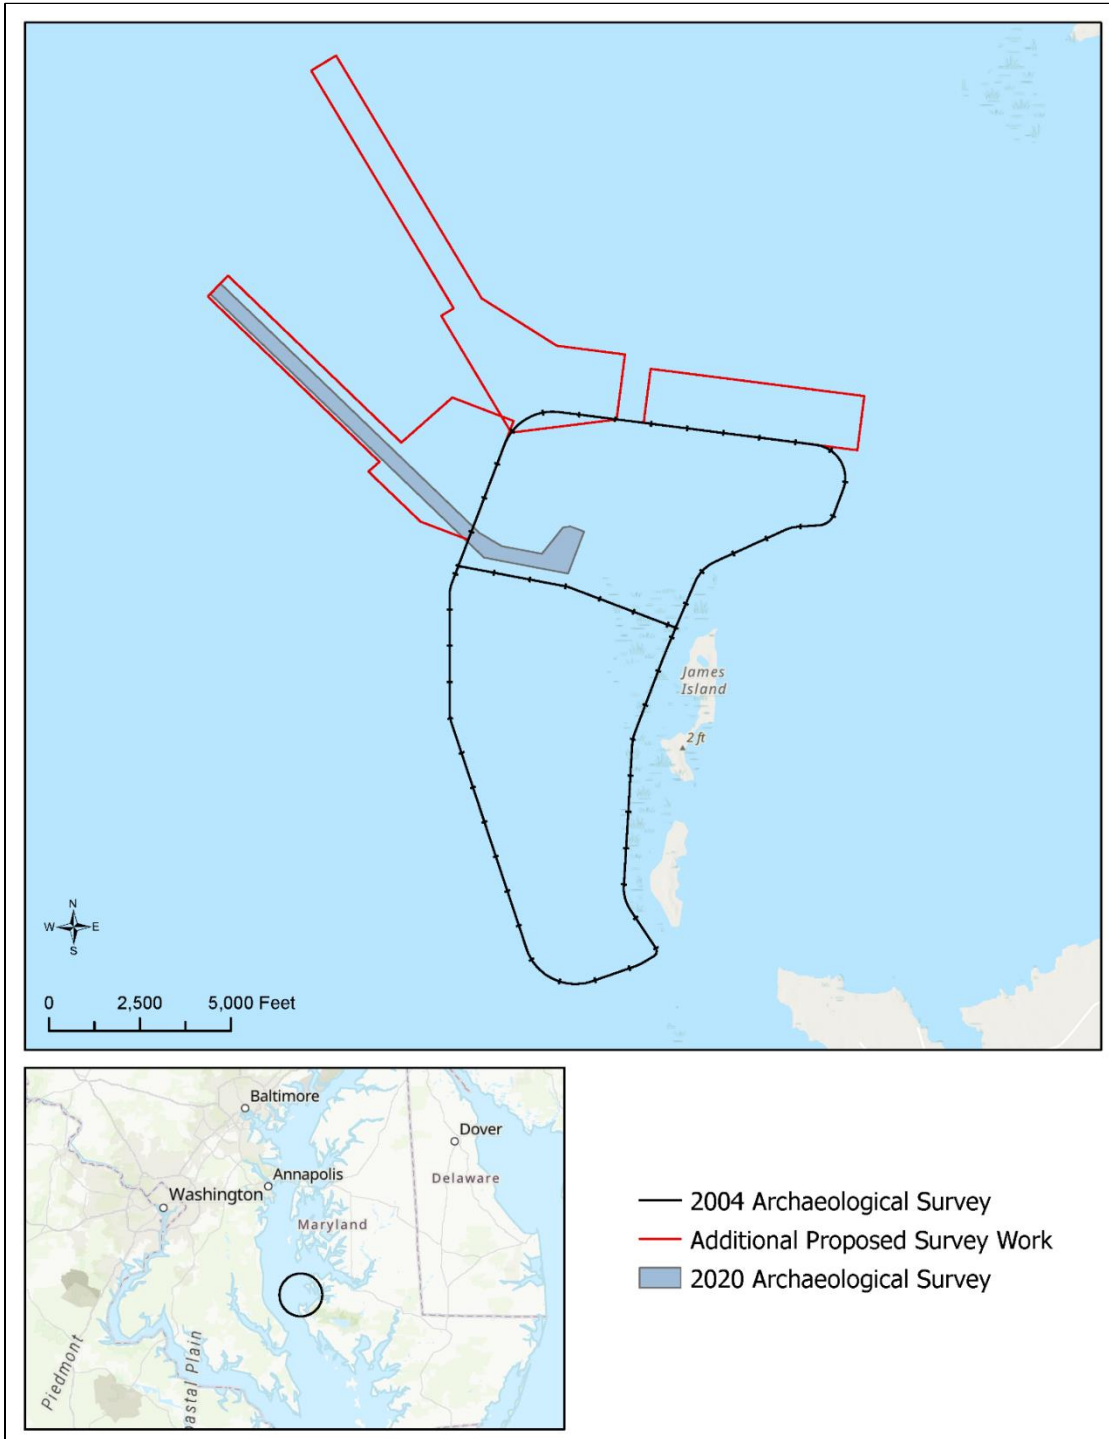 James
Island
2 ft
N
W E
S
0 2,500 5,000 Feet
Baltimore
Dover
Annapolis
Delaware
Washington
Maryland
Piedmont
oastal Plain
2004 Archaeological Survey
Additional Proposed Survey Work
2020 Archaeological Survey